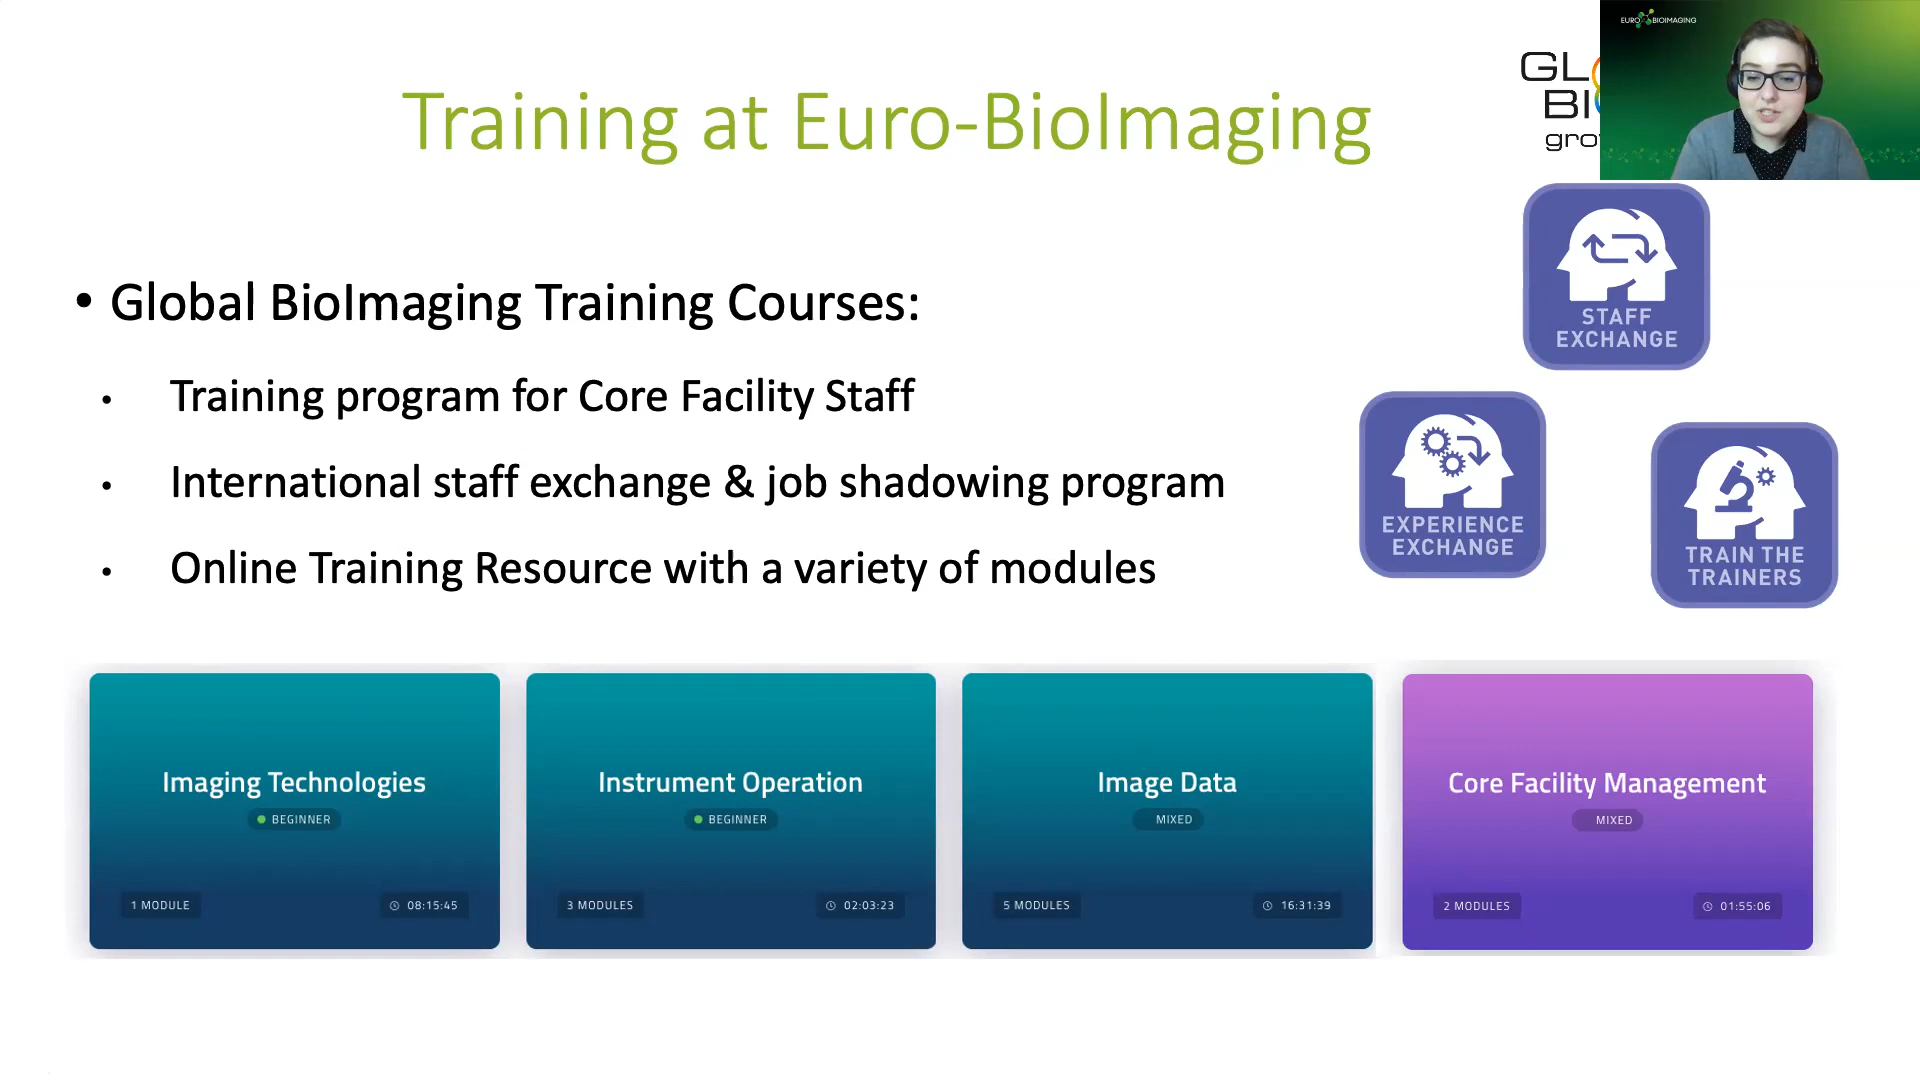 Training at Euro-BioImaging
EURO BIOIMAGING
• Global BioImaging Training Courses:
• Training program for Core Facility Staff
• International staff exchange & job shadowing program
• Online Training Resource with a variety of modules
STAFF
EXCHANGE
EXPERIENCE
EXCHANGE
TRAIN THE
TRAINERS
Imaging Technologies
BEGINNER
1 MODULE
08:15:45
Instrument Operation
BEGINNER
3 MODULES
02:03:23
Image Data
MIXED
5 MODULES
16:31:39
Core Facility Management
MIXED
2 MODULES
01:55:06